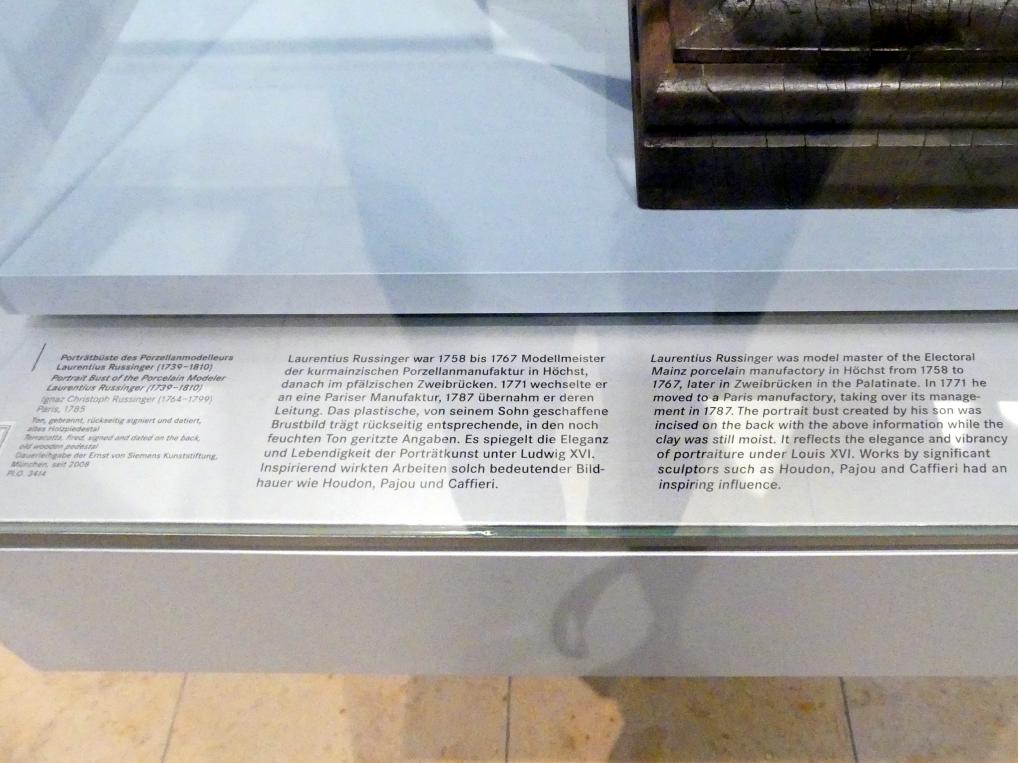 Porträtbüste des Porzellanmodelleurs
Laurentius Russinger (1739–1810)
Portrait Bust of the Porcelain Modeler
Laurentius Russinger (1739–1810)
Ignaz Christoph Russinger (1764–1799)
Paris, 1785
Ton, gebrannt, rückseitig signiert und datiert,
altes Holzpiedestal
Terracotta, fired, signed and dated on the back,
old wooden pedestal
Dauerleihgabe der Ernst von Siemens Kunststiftung,
München, seit 2008
Pl.O. 3414
Laurentius Russinger war 1758 bis 1767 Modellmeister
der kurmainzischen Porzellanmanufaktur in Höchst,
danach im pfälzischen Zweibrücken. 1771 wechselte er
an eine Pariser Manufaktur, 1787 übernahm er deren
Leitung. Das plastische, von seinem Sohn geschaffene
Brustbild trägt rückseitig entsprechende, in den noch
feuchten Ton geritzte Angaben. Es spiegelt die Eleganz
und Lebendigkeit der Porträtkunst unter Ludwig XVI.
Inspirierend wirkten Arbeiten solch bedeutender Bild-
hauer wie Houdon, Pajou und Caffieri.
Laurentius Russinger was model master of the Electoral
Mainz porcelain manufactory in Höchst from 1758 to
1767, later in Zweibrücken in the Palatinate. In 1771 he
moved to a Paris manufactory, taking over its manage-
ment in 1787. The portrait bust created by his son was
incised on the back with the above information while the
clay was still moist. It reflects the elegance and vibrancy
of portraiture under Louis XVI. Works by significant
sculptors such as Houdon, Pajou and Caffieri had an
inspiring influence.